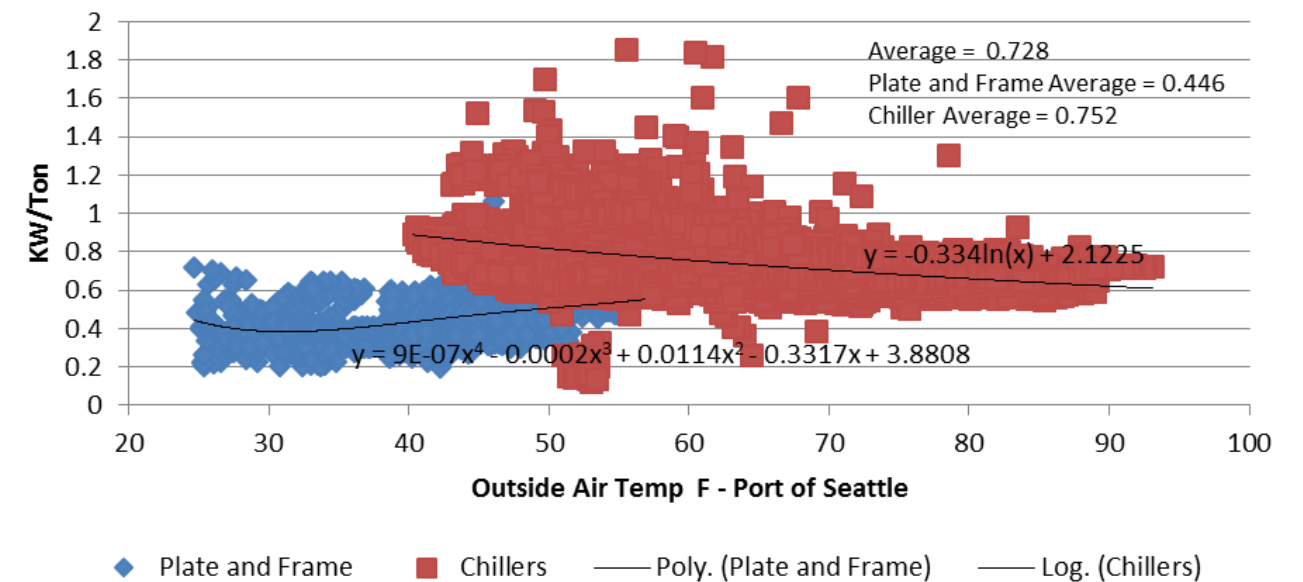 2
1.8
1.6
1.4
1.2
1
0.8
0.6
0.4
0.2
0
KW/Ton
Average = 0.728
Plate and Frame Average = 0.446
Chiller Average = 0.752
y = -0.334ln(x) + 2.1225
y = 9E-07x⁴ - 0.0002x³ + 0.0114x² - 0.3317x + 3.8808
20 30 40 50 60 70 80 90 100
Outside Air Temp F - Port of Seattle
Plate and Frame Chillers Poly. (Plate and Frame) Log. (Chillers)